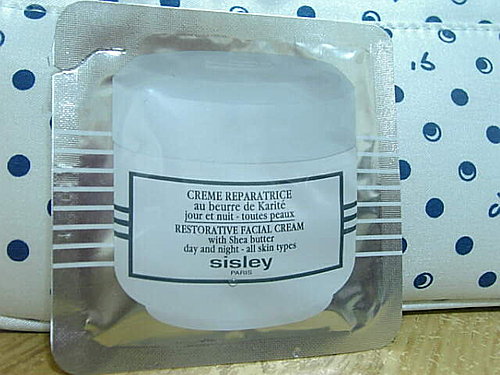 CREME REPARATRICE
au beurre de Karité
jour et nuit - toutes peaux
RESTORATIVE FACIAL CREAM
with Shea butter
day and night - all skin types
sisley
PARIS